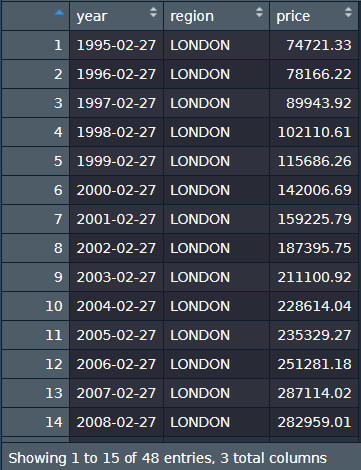 year region price
1 1995-02-27 LONDON 74721.33
2 1996-02-27 LONDON 78166.22
3 1997-02-27 LONDON 89943.92
4 1998-02-27 LONDON 102110.61
5 1999-02-27 LONDON 115686.26
6 2000-02-27 LONDON 142006.69
7 2001-02-27 LONDON 159225.79
8 2002-02-27 LONDON 187395.75
9 2003-02-27 LONDON 211100.92
10 2004-02-27 LONDON 228614.04
11 2005-02-27 LONDON 235329.27
12 2006-02-27 LONDON 251281.18
13 2007-02-27 LONDON 287114.02
14 2008-02-27 LONDON 282959.01
Showing 1 to 15 of 48 entries, 3 total columns